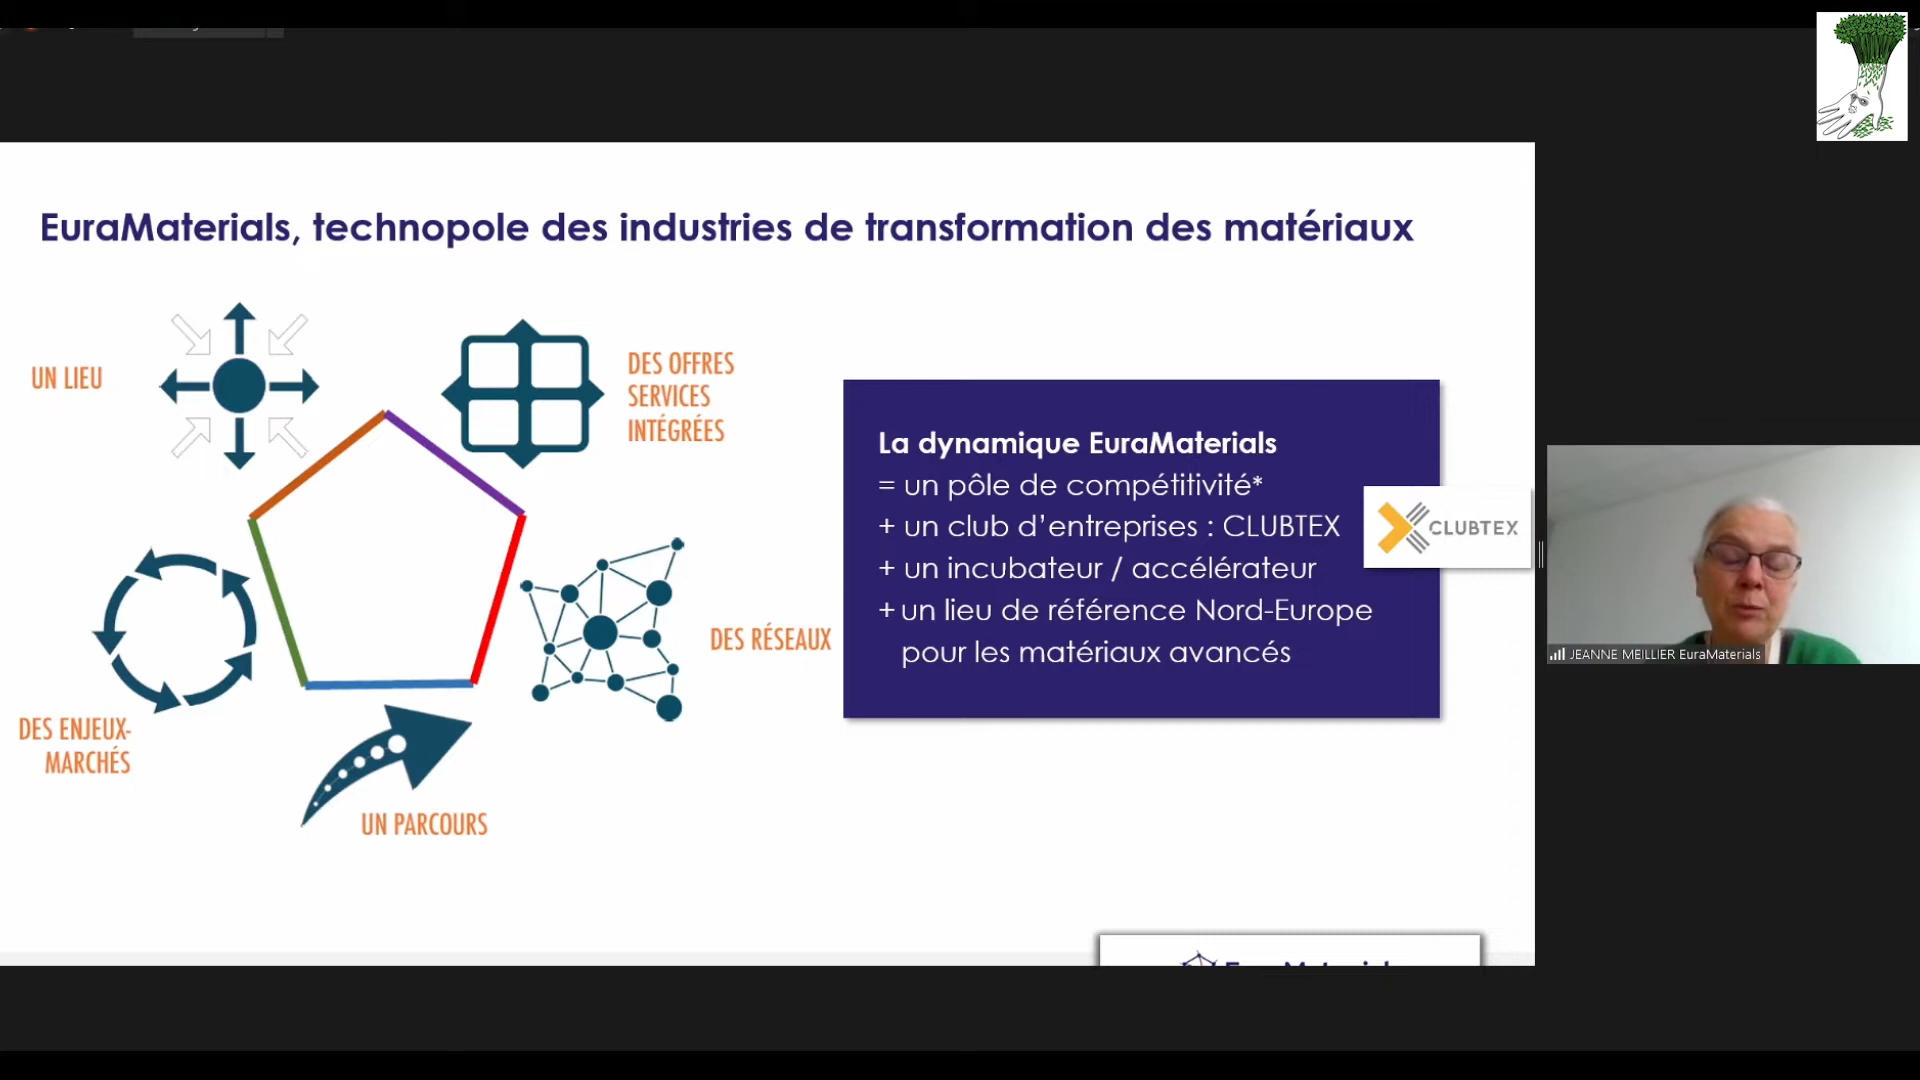 EuraMaterials, technopole des industries de transformation des matériaux
UN LIEU
DES OFFRES
SERVICES
INTÉGRÉES
DES RÉSEAUX
DES ENJEUX-
MARCHÉS
UN PARCOURS
La dynamique EuraMaterials
= un pôle de compétitivité*
+ un club d’entreprises : CLUBTEX
+ un incubateur / accélérateur
+ un lieu de référence Nord-Europe
pour les matériaux avancés
CLUBTEX
JEANNE MEILLIER EuraMaterials